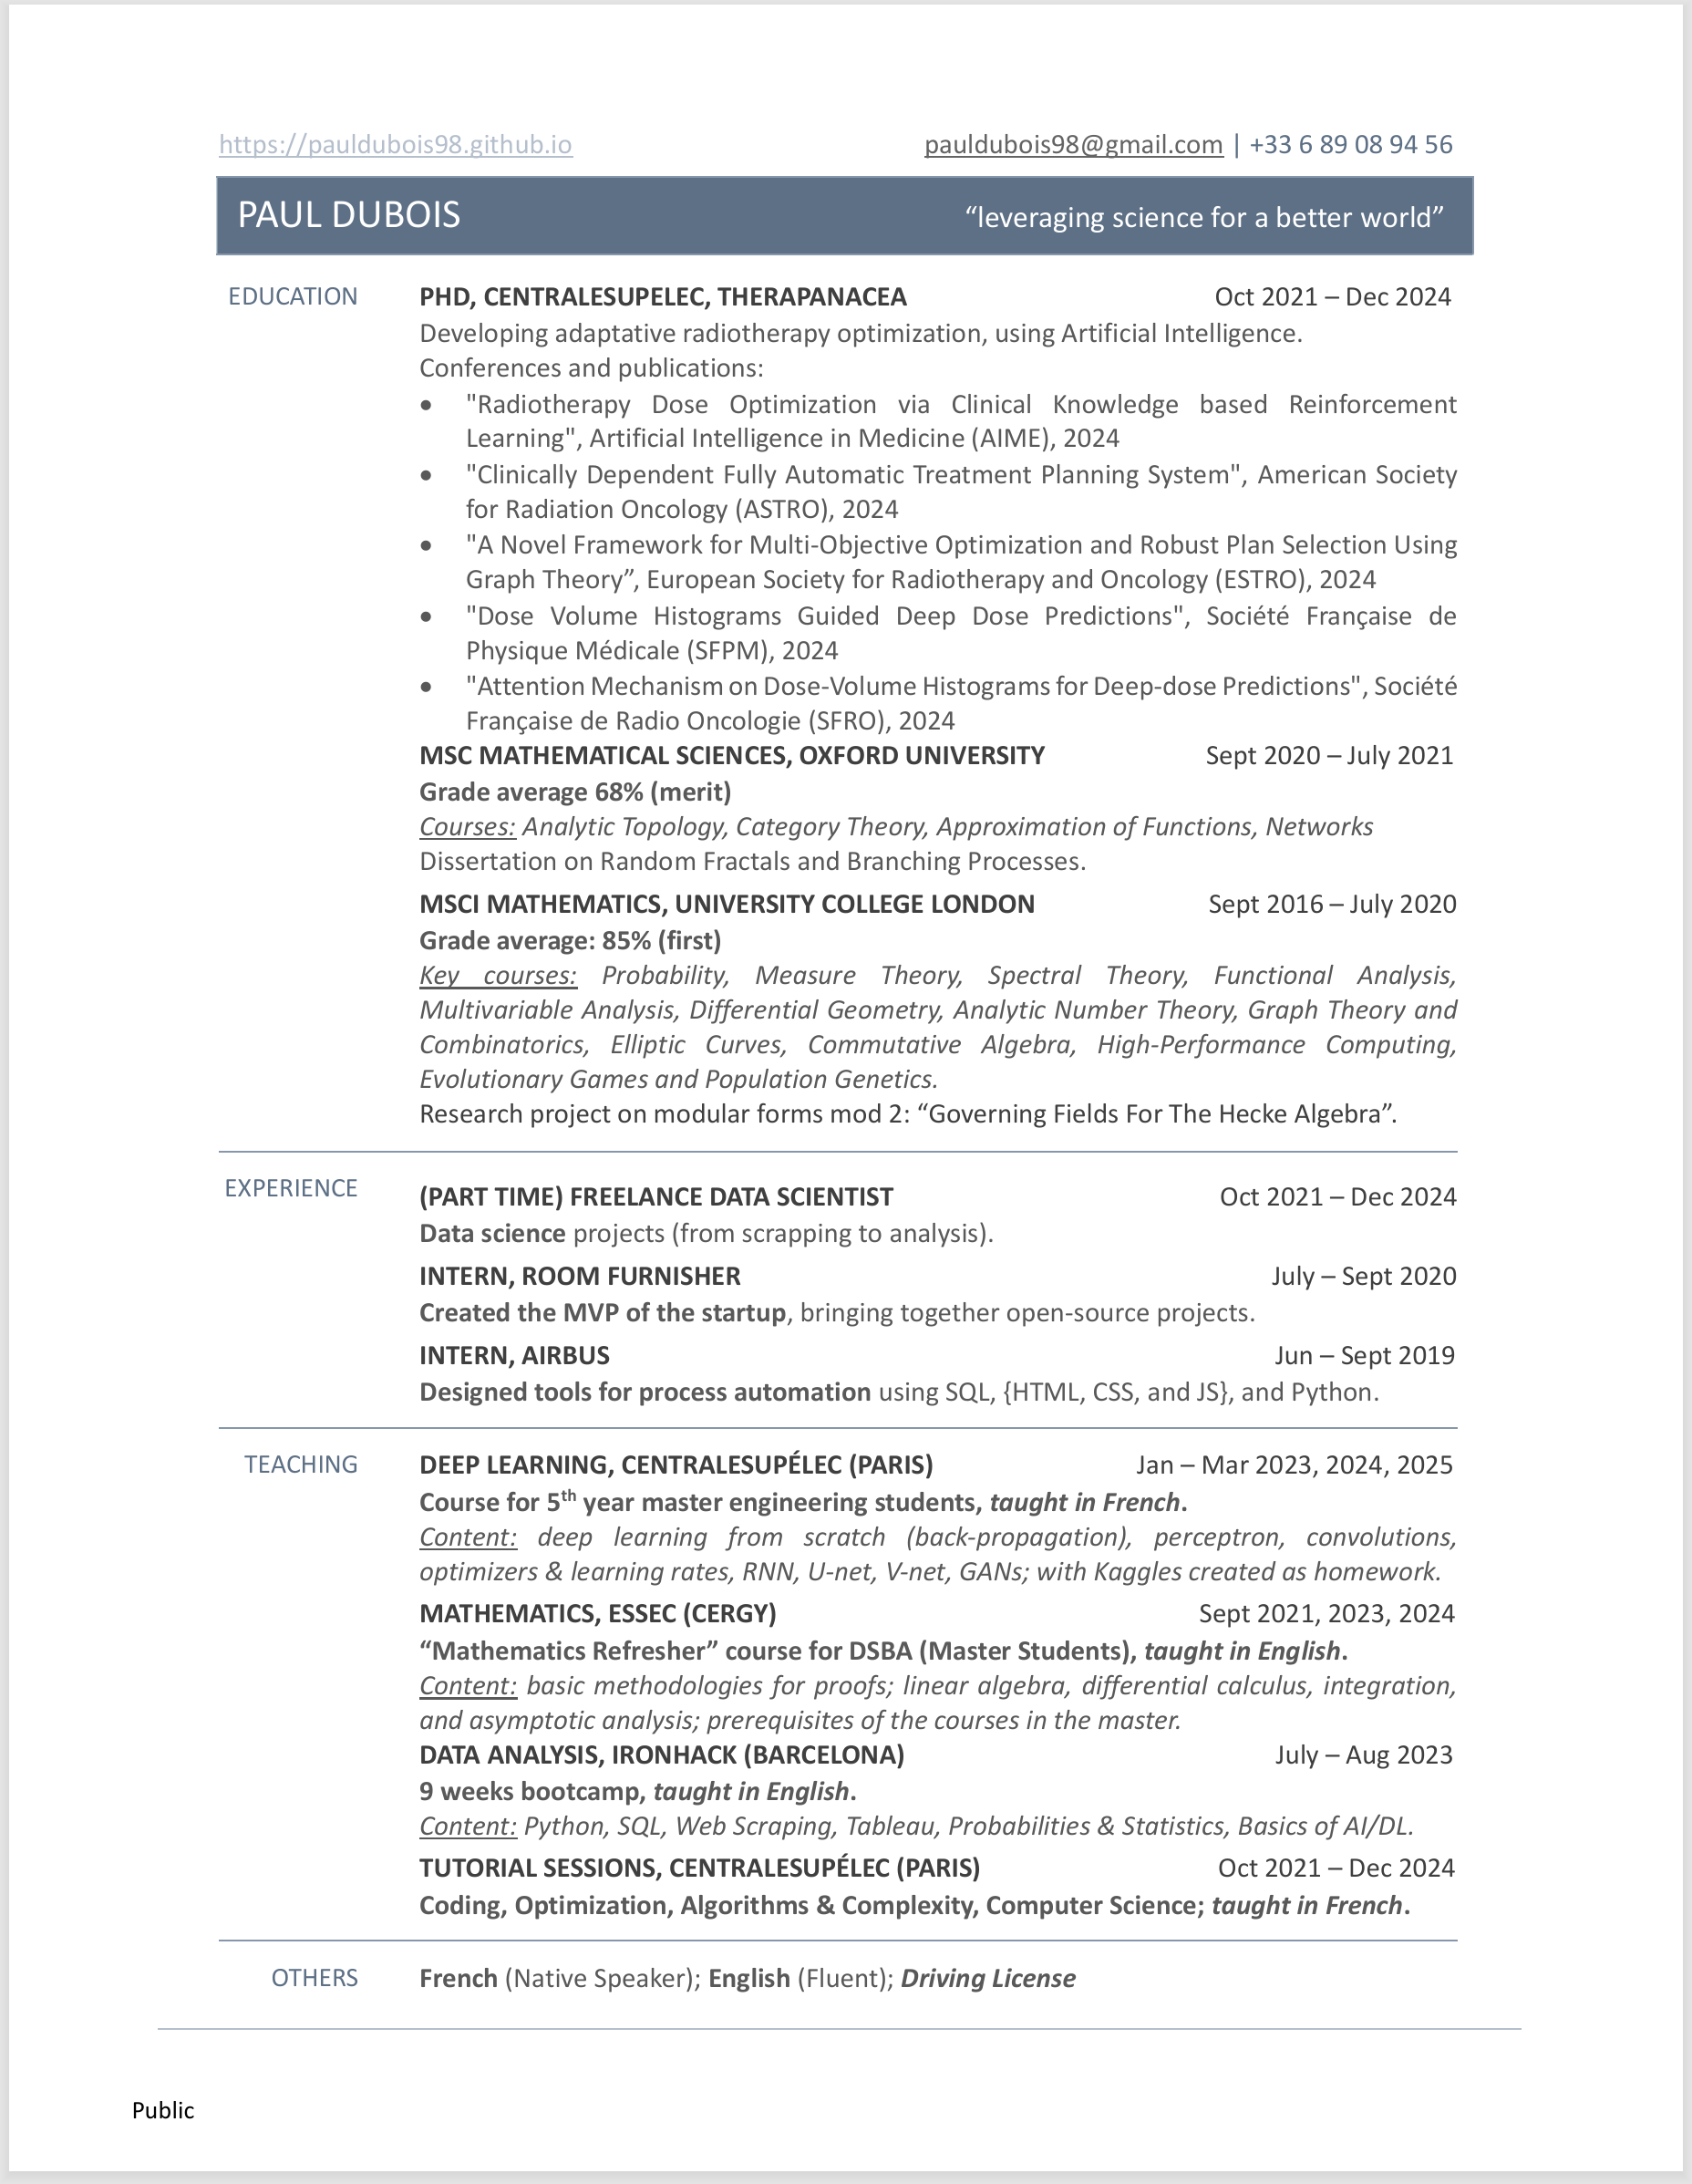 https://pauldubois98.github.io pauldubois98@gmail.com | +33 6 89 08 94 56
PAUL DUBOIS “leveraging science for a better world”
EDUCATION PHD, CENTRALESUPELEC, THERAPANACEA Oct 2021 – Dec 2024
Developing adaptative radiotherapy optimization, using Artificial Intelligence.
Conferences and publications:
• "Radiotherapy Dose Optimization via Clinical Knowledge based Reinforcement
Learning", Artificial Intelligence in Medicine (AIME), 2024
• "Clinically Dependent Fully Automatic Treatment Planning System", American Society
for Radiation Oncology (ASTRO), 2024
• "A Novel Framework for Multi-Objective Optimization and Robust Plan Selection Using
Graph Theory”, European Society for Radiotherapy and Oncology (ESTRO), 2024
• "Dose Volume Histograms Guided Deep Dose Predictions", Société Française de
Physique Médicale (SFPM), 2024
• "Attention Mechanism on Dose-Volume Histograms for Deep-dose Predictions", Société
Française de Radio Oncologie (SFRO), 2024
MSC MATHEMATICAL SCIENCES, OXFORD UNIVERSITY Sept 2020 – July 2021
Grade average 68% (merit)
Courses: Analytic Topology, Category Theory, Approximation of Functions, Networks
Dissertation on Random Fractals and Branching Processes.
MSCI MATHEMATICS, UNIVERSITY COLLEGE LONDON Sept 2016 – July 2020
Grade average: 85% (first)
Key courses: Probability, Measure Theory, Spectral Theory, Functional Analysis,
Multivariable Analysis, Differential Geometry, Analytic Number Theory, Graph Theory and
Combinatorics, Elliptic Curves, Commutative Algebra, High-Performance Computing,
Evolutionary Games and Population Genetics.
Research project on modular forms mod 2: “Governing Fields For The Hecke Algebra”.
EXPERIENCE (PART TIME) FREELANCE DATA SCIENTIST Oct 2021 – Dec 2024
Data science projects (from scrapping to analysis).
INTERN, ROOM FURNISHER July – Sept 2020
Created the MVP of the startup, bringing together open-source projects.
INTERN, AIRBUS Jun – Sept 2019
Designed tools for process automation using SQL, {HTML, CSS, and JS}, and Python.
TEACHING DEEP LEARNING, CENTRALESUPÉLEC (PARIS) Jan – Mar 2023, 2024, 2025
Course for 5th year master engineering students, taught in French.
Content: deep learning from scratch (back-propagation), perceptron, convolutions,
optimizers & learning rates, RNN, U-net, V-net, GANs; with Kaggles created as homework.
MATHEMATICS, ESSEC (CERGY) Sept 2021, 2023, 2024
“Mathematics Refresher” course for DSBA (Master Students), taught in English.
Content: basic methodologies for proofs; linear algebra, differential calculus, integration,
and asymptotic analysis; prerequisites of the courses in the master.
DATA ANALYSIS, IRONHACK (BARCELONA) July – Aug 2023
9 weeks bootcamp, taught in English.
Content: Python, SQL, Web Scraping, Tableau, Probabilities & Statistics, Basics of AI/DL.
TUTORIAL SESSIONS, CENTRALESUPÉLEC (PARIS) Oct 2021 – Dec 2024
Coding, Optimization, Algorithms & Complexity, Computer Science; taught in French.
OTHERS French (Native Speaker); English (Fluent); Driving License
Public